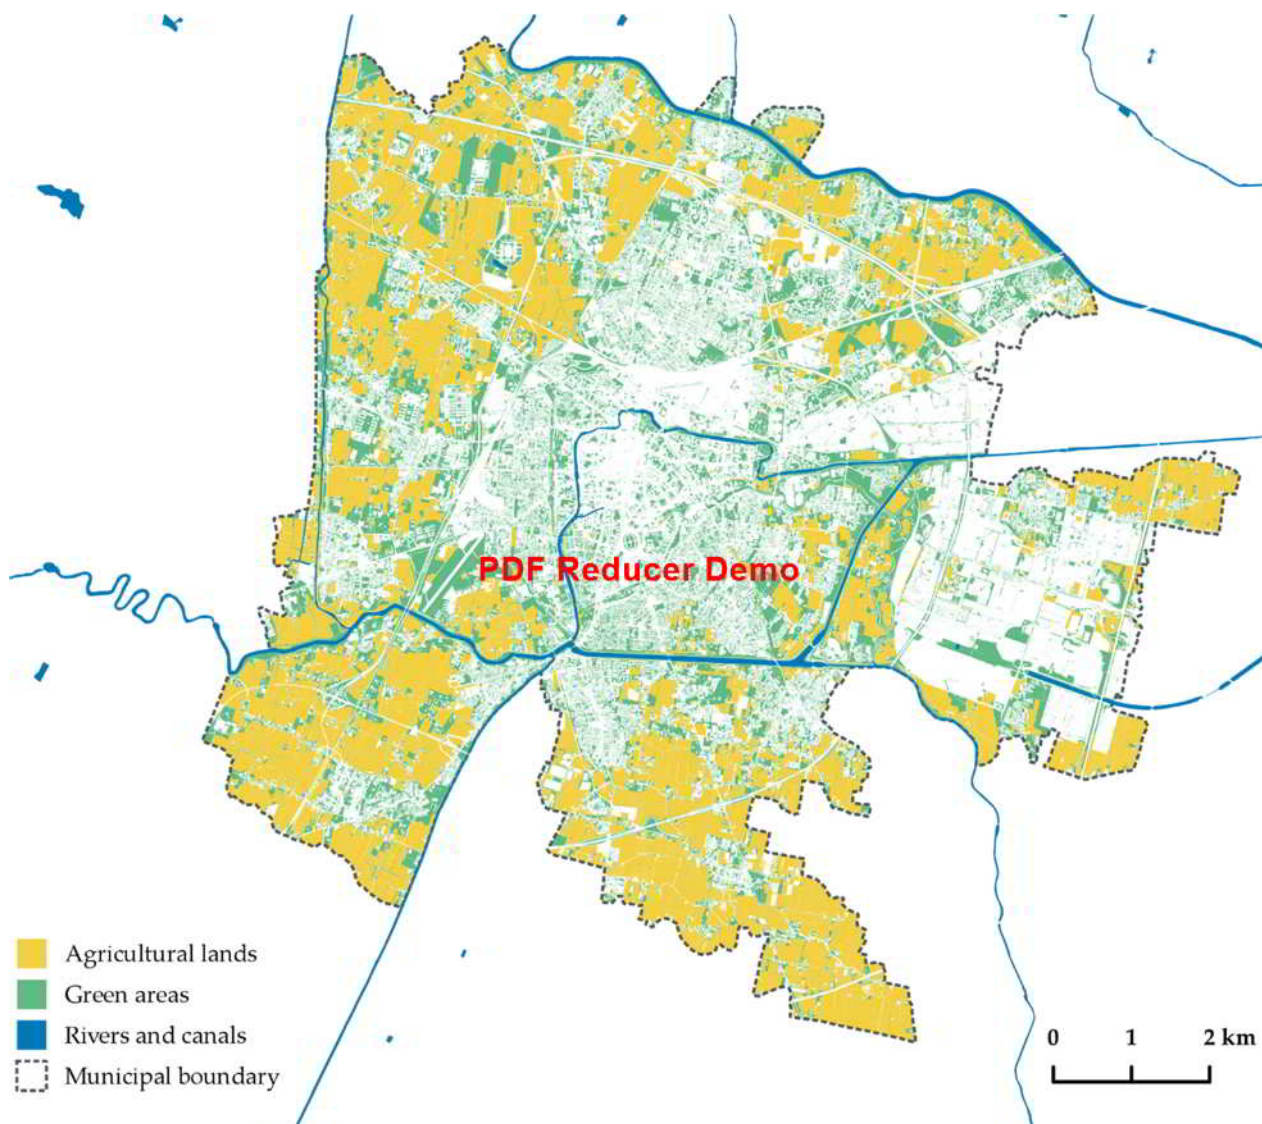 PDF Reducer Demo
Agricultural lands
Green areas
Rivers and canals
Municipal boundary
0 1 2 km